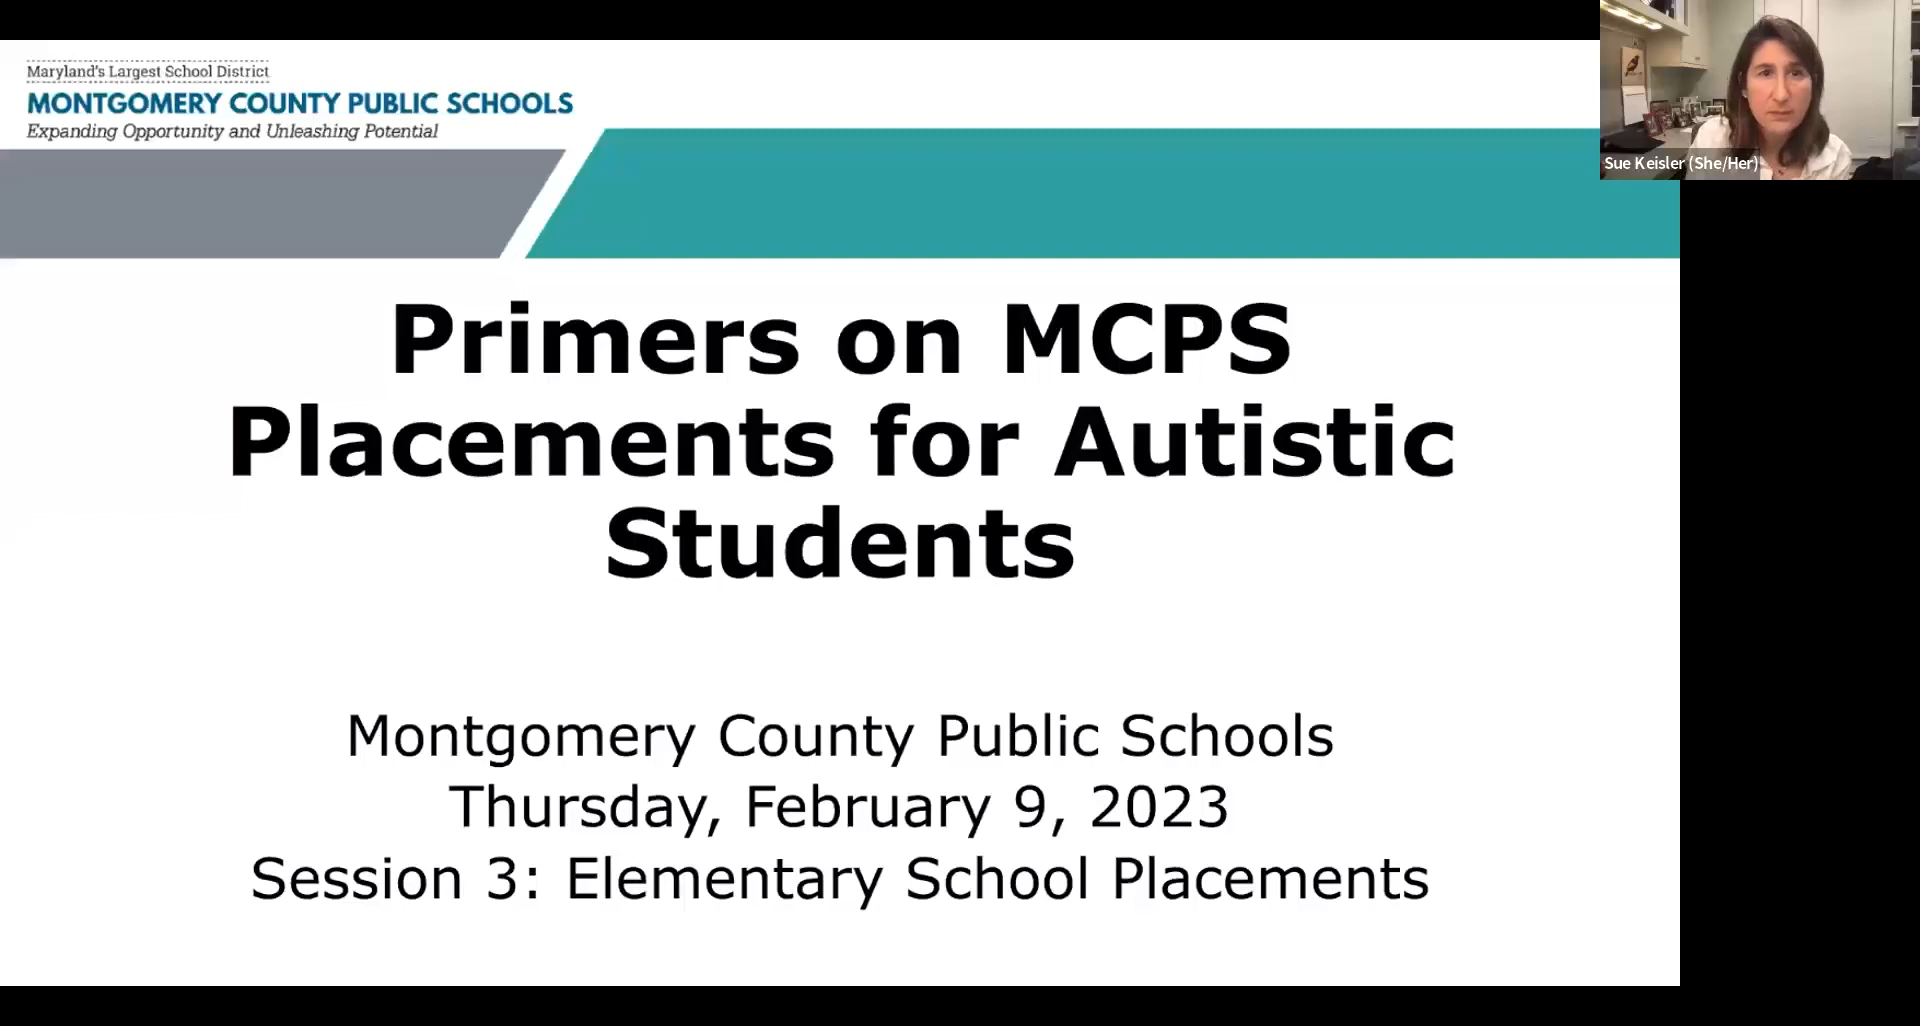 Maryland's Largest School District
MONTGOMERY COUNTY PUBLIC SCHOOLS
Expanding Opportunity and Unleashing Potential
Sue Keisler (She/Her)
Primers on MCPS
Placements for Autistic
Students
Montgomery County Public Schools
Thursday, February 9, 2023
Session 3: Elementary School Placements